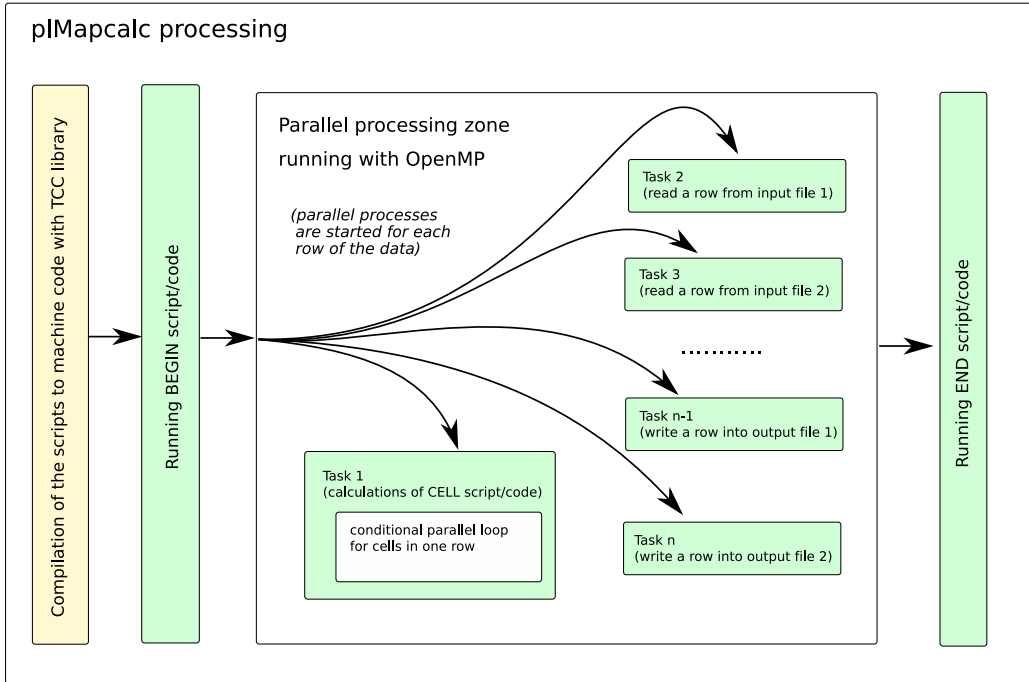 plMapcalc processing
Compilation of the scripts to machine code with TCC library
Running BEGIN script/code
Parallel processing zone
running with OpenMP
(parallel processes
are started for each
row of the data)
Task 2
(read a row from input file 1)
Task 3
(read a row from input file 2)
............
Task n-1
(write a row into output file 1)
Task n
(write a row into output file 2)
Task 1
(calculations of CELL script/code)
conditional parallel loop
for cells in one row
Running END script/code